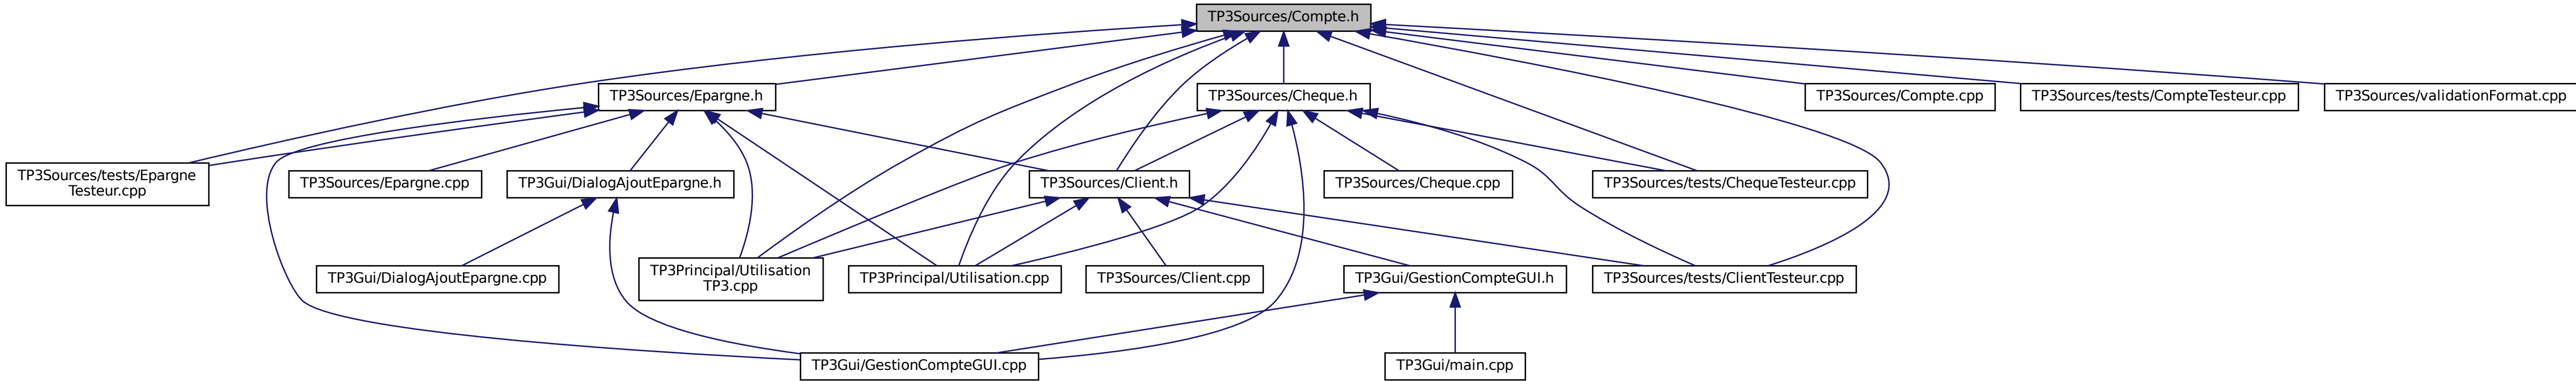 TP3Sources/Compte.h
TP3Sources/Epargne.h
TP3Sources/Cheque.h
TP3Sources/Compte.cpp
TP3Sources/tests/CompteTesteur.cpp
TP3Sources/validationFormat.cpp
TP3Sources/tests/Epargne
Testeur.cpp
TP3Sources/Epargne.cpp
TP3Gui/DialogAjoutEpargne.h
TP3Sources/Client.h
TP3Sources/Cheque.cpp
TP3Sources/tests/ChequeTesteur.cpp
TP3Gui/DialogAjoutEpargne.cpp
TP3Principal/Utilisation
TP3.cpp
TP3Principal/Utilisation.cpp
TP3Sources/Client.cpp
TP3Gui/GestionCompteGUI.h
TP3Sources/tests/ClientTesteur.cpp
TP3Gui/GestionCompteGUI.cpp
TP3Gui/main.cpp